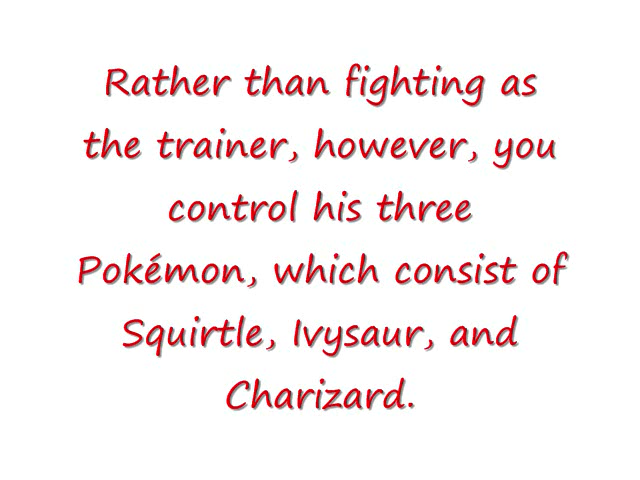 Rather than fighting as
the trainer, however, you
control his three
Pokémon, which consist of
Squirtle, Ivysaur, and
Charizard.